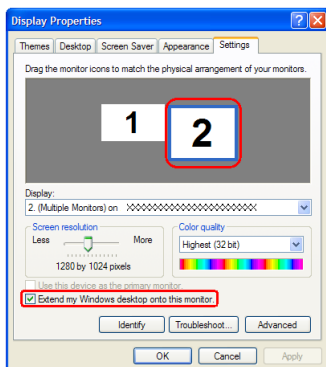 Display Properties
Themes Desktop Screen Saver Appearance Settings
Drag the monitor icons to match the physical arrangement of your monitors.
1 2
Display:
2. (Multiple Monitors) on XXXXXXXXXXXXXXXXXXXXXXXX
Screen resolution Color quality
Less More Highest (32 bit)
1280 by 1024 pixels
Use this device as the primary monitor.
Extend my Windows desktop onto this monitor.
Identify Troubleshoot... Advanced
OK Cancel Apply